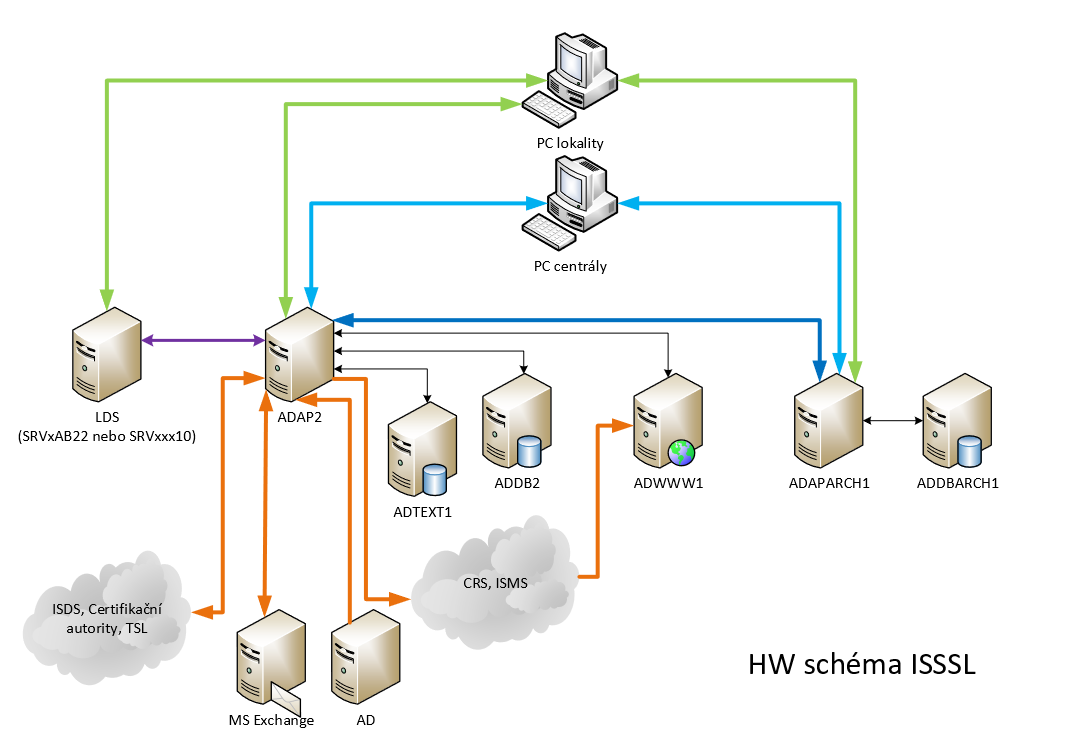 PC lokality
PC centrály
LDS
(SRVxAB22 nebo SRVxxx10)
ADAP2
ADTEXT1
ADDB2
ADWWW1
ADAPARCH1
ADDBARCH1
ISDS, Certifikační
autority, TSL
CRS, ISMS
MS Exchange
AD
HW schéma ISSSL